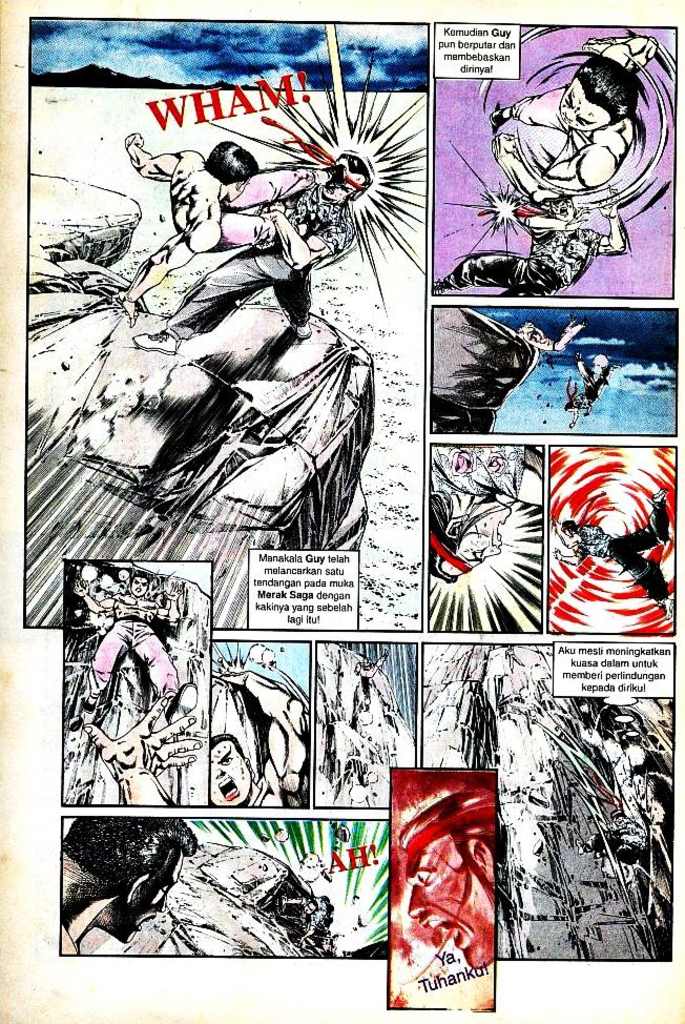 WHAM!
Kemudian Guy
pun berputar dan
membebaskan
dirinya!
Manakala Guy telah
melancarkan satu
tendangan pada muka
Merak Saga dengan
kakinya yang sebelah
lagi itu!
Aku mesti meningkatkan
kuasa dalam untuk
memberi perlindungan
kepada diriku!
AH!
Ya,
Tuhanku!